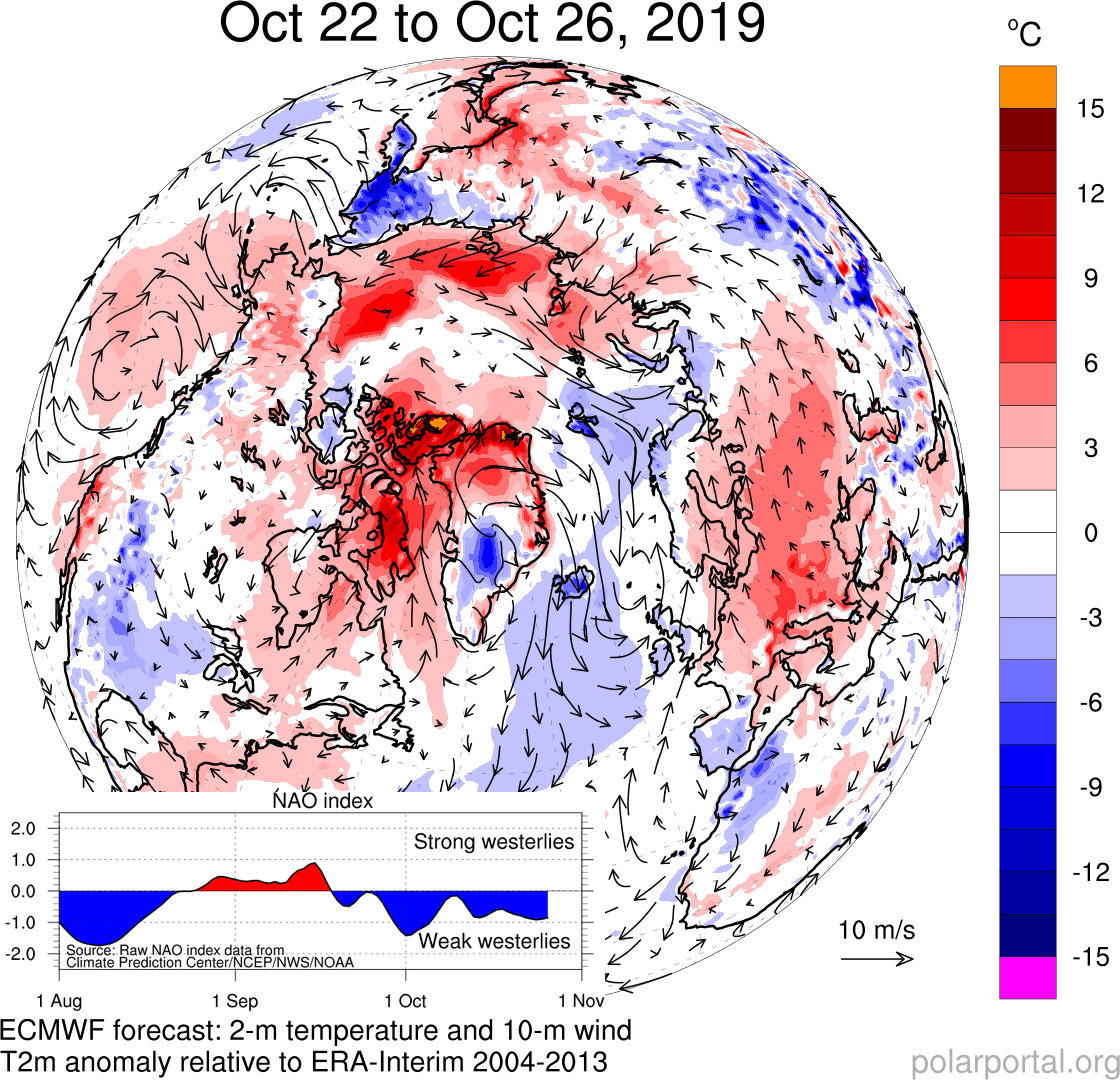 Oct 22 to Oct 26, 2019
°C
15
12
9
6
3
0
-3
-6
-9
-12
-15
NAO index
2.0
1.0
0.0
-1.0
-2.0
Strong westerlies
Weak westerlies
Source: Raw NAO index data from
Climate Prediction Center/NCEP/NWS/NOAA
1 Aug 1 Sep 1 Oct 1 Nov
10 m/s
ECMWF forecast: 2-m temperature and 10-m wind
T2m anomaly relative to ERA-Interim 2004-2013
polarportal.org